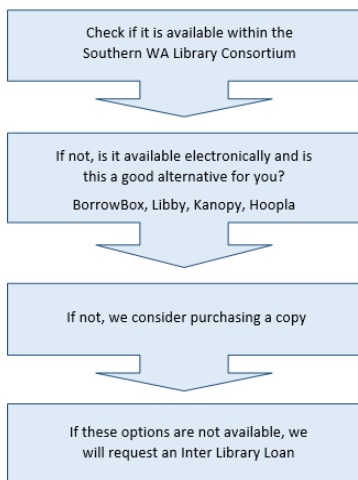 Check if it is available within the
Southern WA Library Consortium
If not, is it available electronically and is
this a good alternative for you?
BorrowBox, Libby, Kanopy, Hoopla
If not, we consider purchasing a copy
If these options are not available, we
will request an Inter Library Loan